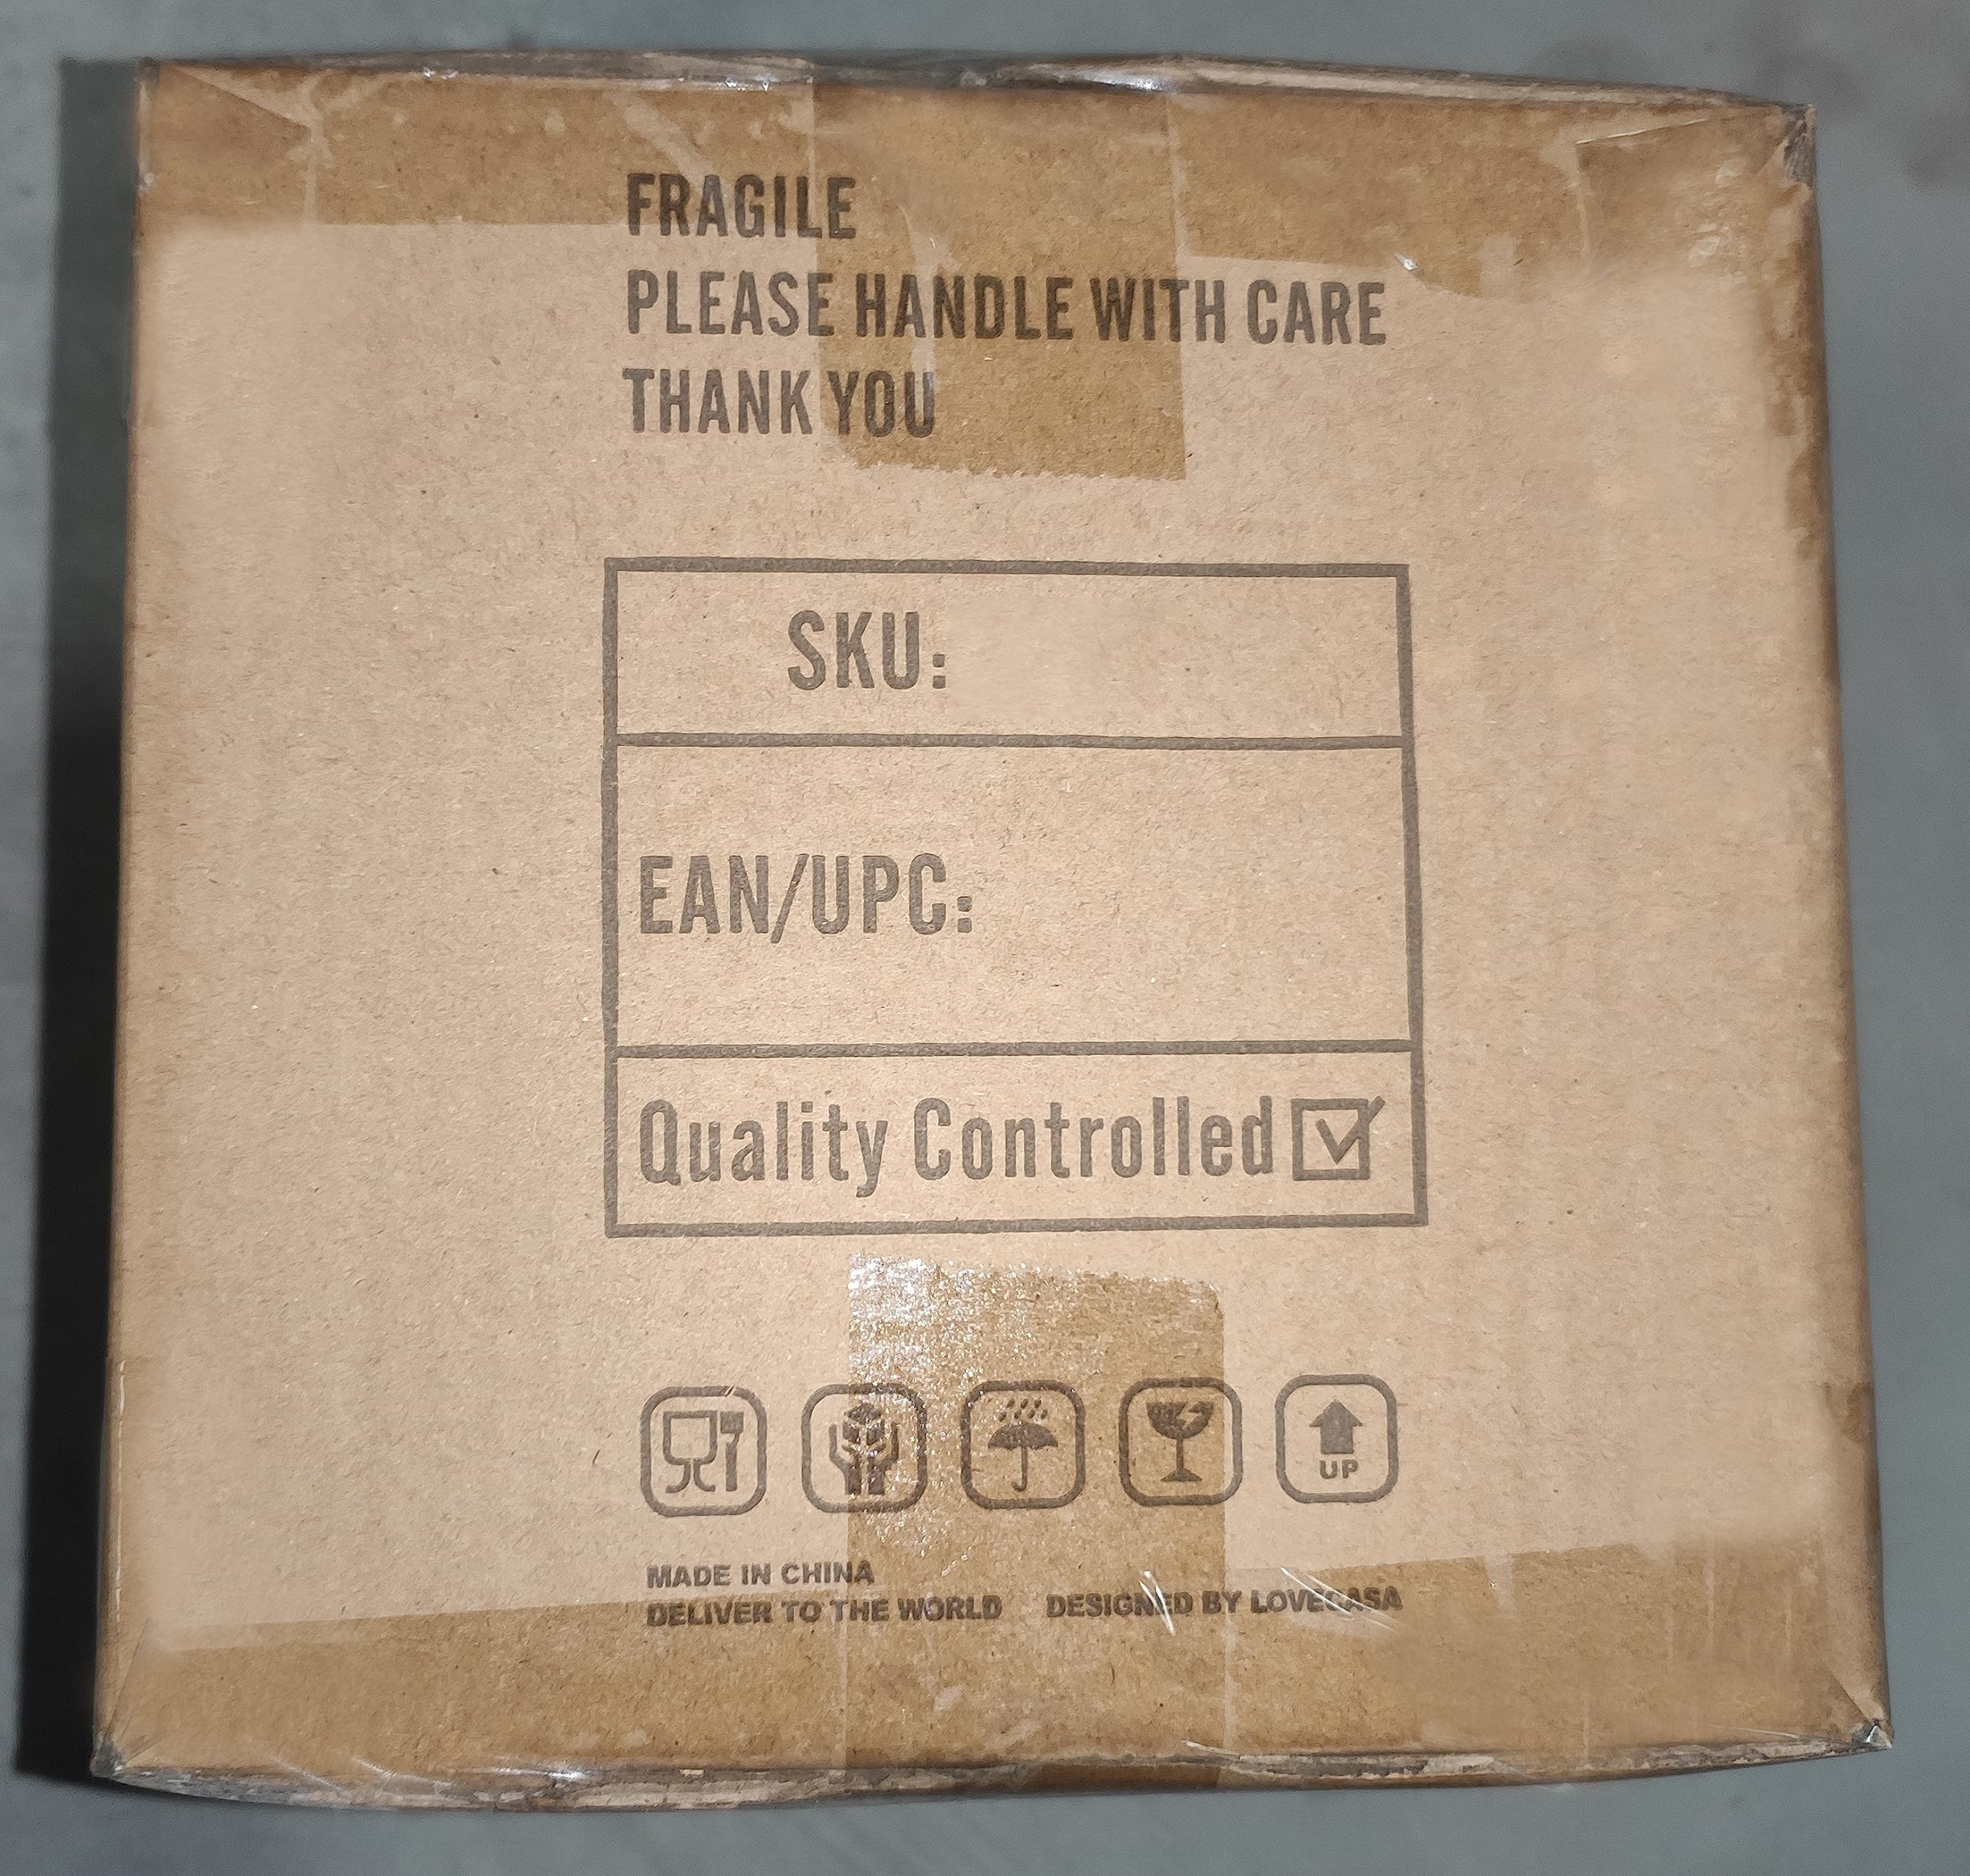 FRAGILE
PLEASE HANDLE WITH CARE
THANK YOU
SKU:
EAN/UPC:
Quality Controlled
UP
MADE IN CHINA
DELIVER TO THE WORLD DESIGNED BY LOVECASA